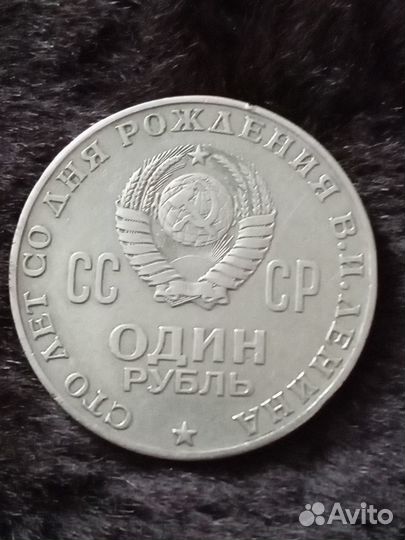 СТО ЛЕТ СО ДНЯ РОЖДЕНИЯ В.И.ЛЕНИНА
СС СР
ОДИН
РУБЛЬ
Avito